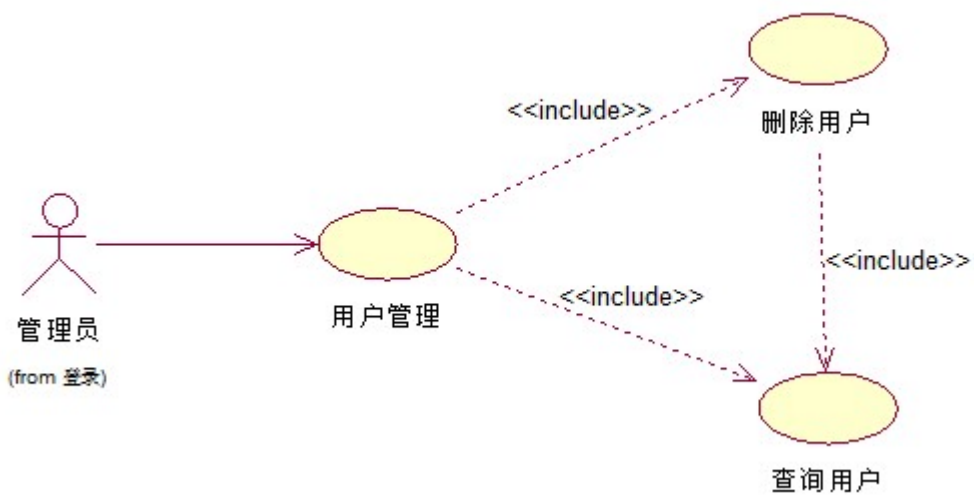 <<include>>
删除用户
<<include>>
<<include>>
管理员
用户管理
(from 登录)
查询用户